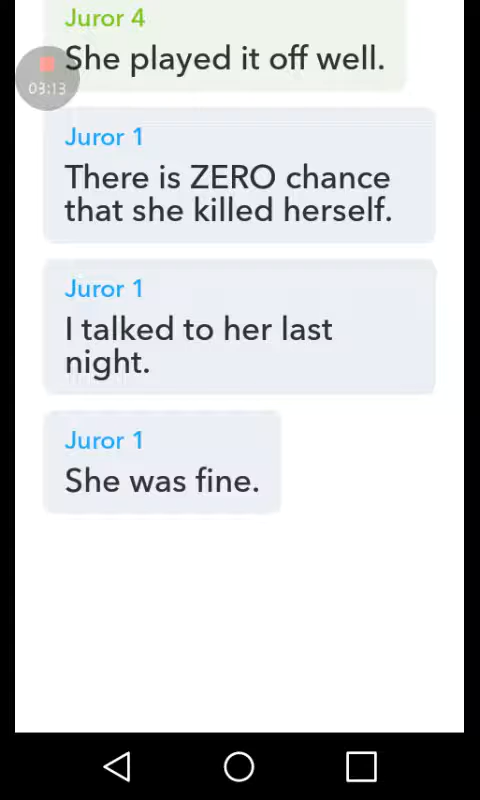 Juror 4
She played it off well.
03:13
Juror 1
There is ZERO chance
that she killed herself.
Juror 1
I talked to her last
night.
Juror 1
She was fine.